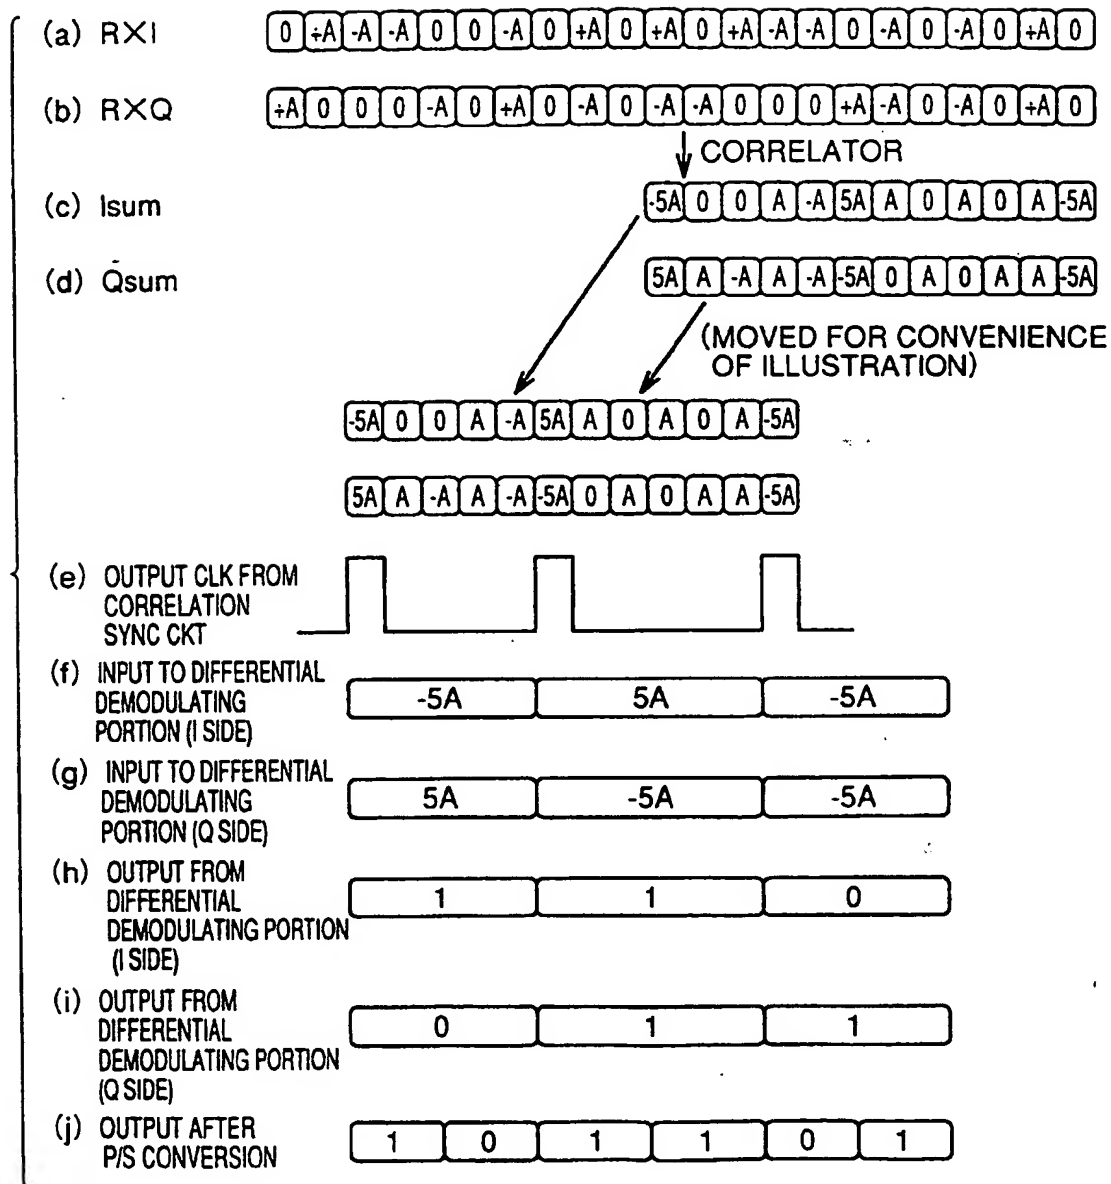 (a) RXI 0 +A -A -A 0 0 -A 0 +A 0 +A 0 +A -A -A 0 -A 0 -A 0 +A 0
(b) RXQ +A 0 0 0 -A 0 +A 0 -A 0 -A -A 0 0 0 +A -A 0 -A 0 +A 0
CORRELATOR
(c) Isum -5A 0 0 A -A 5A A 0 A 0 A -5A
(d) Qsum 5A A -A A -A -5A 0 A 0 A A -5A
(MOVED FOR CONVENIENCE
OF ILLUSTRATION)
-5A 0 0 A -A 5A A 0 A 0 A -5A
5A A -A A -A -5A 0 A 0 A A -5A
(e) OUTPUT CLK FROM
CORRELATION
SYNC CKT
(f) INPUT TO DIFFERENTIAL
DEMODULATING
PORTION (I SIDE)
-5A 5A -5A
(g) INPUT TO DIFFERENTIAL
DEMODULATING
PORTION (Q SIDE)
5A -5A -5A
(h) OUTPUT FROM
DIFFERENTIAL
DEMODULATING PORTION
(I SIDE)
1 1 0
(i) OUTPUT FROM
DIFFERENTIAL
DEMODULATING PORTION
(Q SIDE)
0 1 1
(j) OUTPUT AFTER
P/S CONVERSION
1 0 1 1 0 1